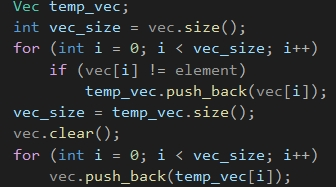 Vec temp_vec;
int vec_size = vec.size();
for (int i = 0; i < vec_size; i++)
    if (vec[i] != element)
        temp_vec.push_back(vec[i]);
vec_size = temp_vec.size();
vec.clear();
for (int i = 0; i < vec_size; i++)
    vec.push_back(temp_vec[i]);